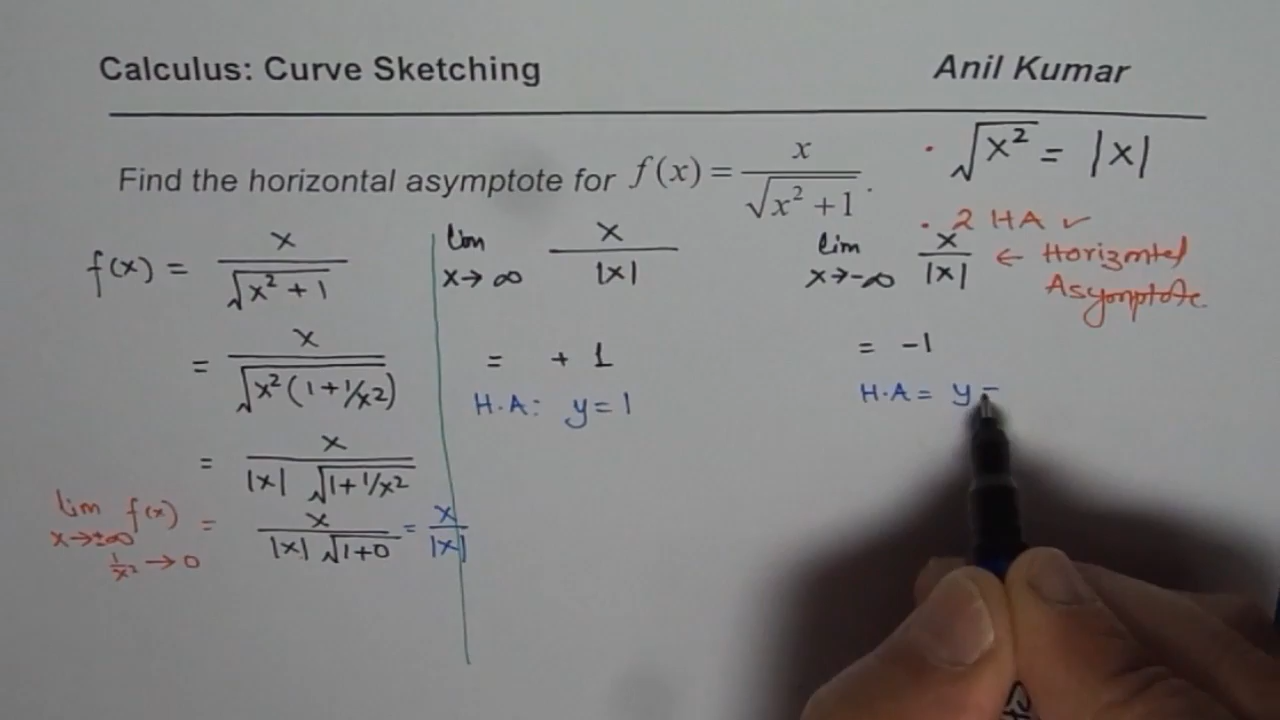 Calculus: Curve Sketching
Anil Kumar
Find the horizontal asymptote for f(x) = x / √(x² + 1).
· √(x²) = |x|
· 2 HA ✓
f(x) = x / √(x² + 1)
= x / √(x²(1 + 1/x²))
= x / (|x| √(1 + 1/x²))
lim x→±∞ f(x) = x / (|x| √(1+0)) = x / |x|
1/x² → 0
lim x→∞ x / |x|
= + 1
H.A: y = 1
lim x→-∞ x / |x| ← Horizontal
Asymptote
= -1
H.A = y =